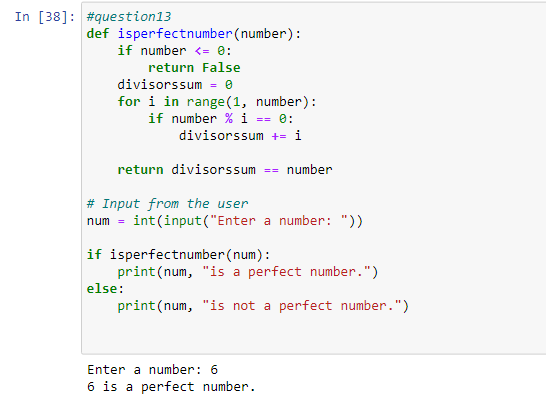 In [38]: #question13
def isperfectnumber(number):
    if number <= 0:
        return False
    divisorssum = 0
    for i in range(1, number):
        if number % i == 0:
            divisorssum += i

    return divisorssum == number

# Input from the user
num = int(input("Enter a number: "))

if isperfectnumber(num):
    print(num, "is a perfect number.")
else:
    print(num, "is not a perfect number.")

Enter a number: 6
6 is a perfect number.